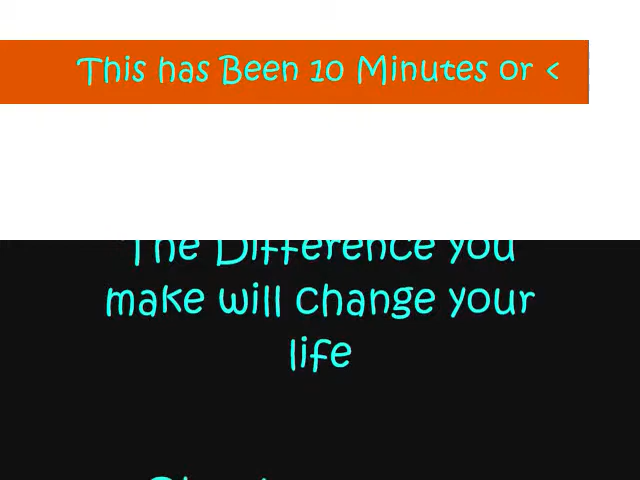 This has Been 10 Minutes or <
The Difference you
make will change your
life